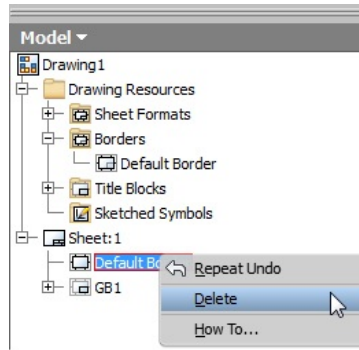 Model
Drawing1
Drawing Resources
Sheet Formats
Borders
Default Border
Title Blocks
Sketched Symbols
Sheet:1
Default Bo
Repeat Undo
Delete
GB1
How To...